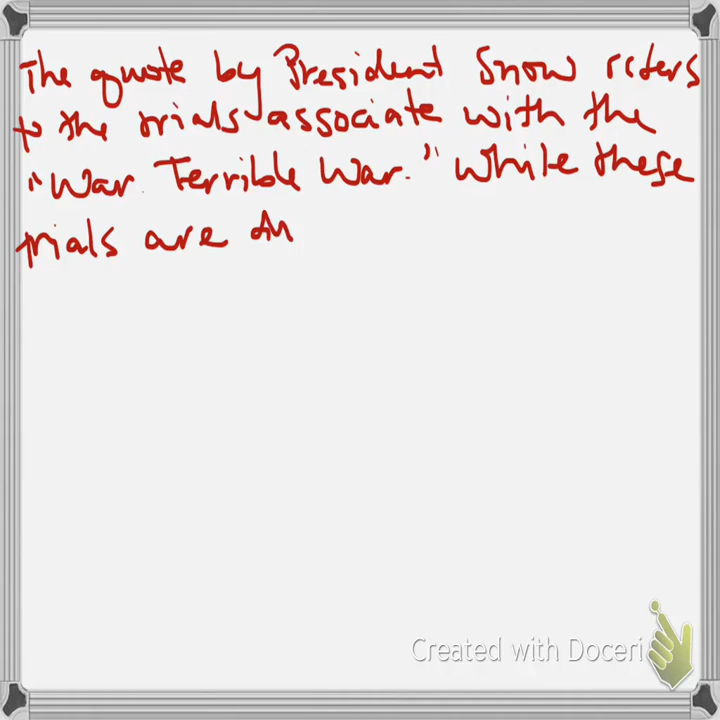 The quote by President Snow refers
to the trials associate with the
"War. Terrible War." While these
trials are
Created with Doceri